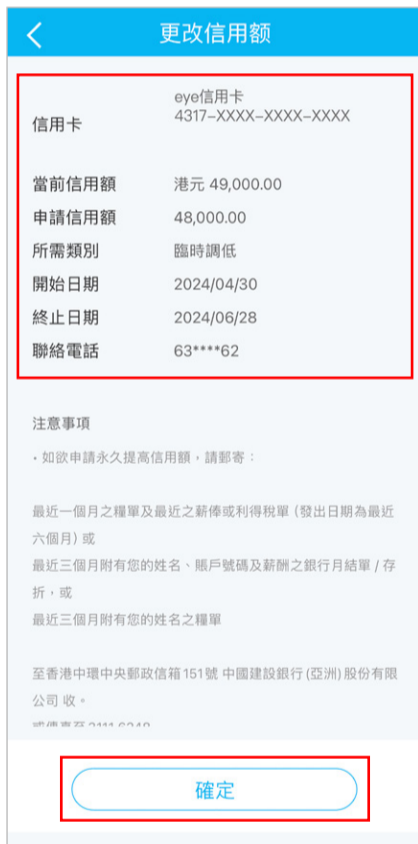 更改信用额
eye信用卡
信用卡 4317-XXXX-XXXX-XXXX
當前信用額 港元 49,000.00
申請信用額 48,000.00
所需類別 臨時調低
開始日期 2024/04/30
終止日期 2024/06/28
聯絡電話 63****62
注意事項
・如欲申請永久提高信用額，請郵寄：
最近一個月之糧單及最近之薪俸或利得稅單 (發出日期為最近
六個月) 或
最近三個月附有您的姓名、賬戶號碼及薪酬之銀行月結單 / 存
折，或
最近三個月附有您的姓名之糧單
至香港中環中央郵政信箱151號 中國建設銀行 (亞洲) 股份有限
公司 收。
確定